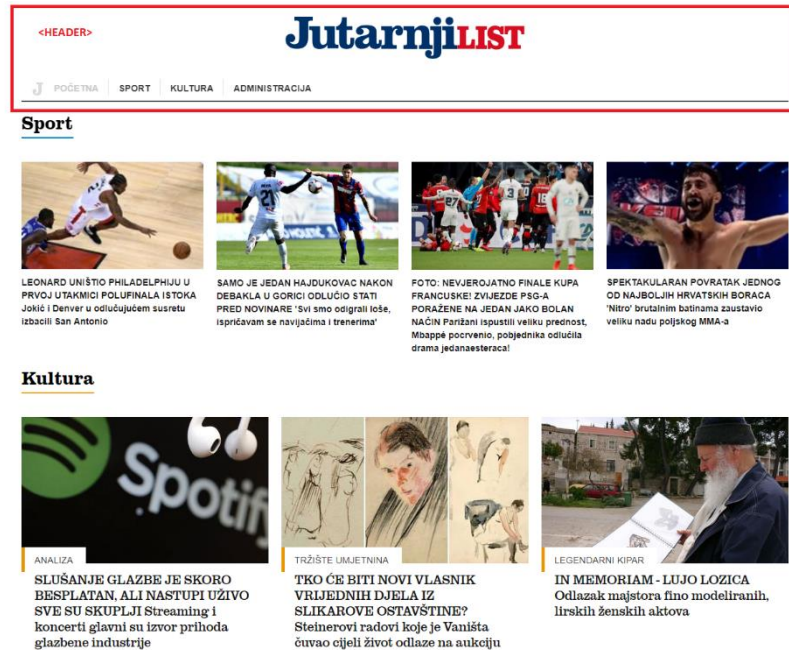 <HEADER>
JutarnjiLIST
J POČETNA SPORT KULTURA ADMINISTRACIJA
Sport
LEONARD UNIŠTIO PHILADELPHIJU U
PRVOJ UTAKMICI POLUFINALA ISTOKA
Jokić i Denver u odlučujućem susretu
izbacili San Antonio
SAMO JE JEDAN HAJDUKOVAC NAKON
DEBAKLA U GORICI ODLUČIO STATI
PRED NOVINARE 'Svi smo odigrali loše,
ispričavam se navijačima i trenerima'
FOTO: NEVJEROJATNO FINALE KUPA
FRANCUSKE! ZVIJEZDE PSG-A
PORAŽENE NA JEDAN JAKO BOLAN
NAČIN Parižani ispustili veliku prednost,
Mbappé pocrvenio, pobjednika odlučila
drama jedanaesteraca!
SPEKTAKULARAN POVRATAK JEDNOG
OD NAJBOLJIH HRVATSKIH BORACA
'Nitro' brutalnim batinama zaustavio
veliku nadu poljskog MMA-a
Kultura
Spotify
ANALIZA
SLUŠANJE GLAZBE JE SKORO
BESPLATAN, ALI NASTUPI UŽIVO
SVE SU SKUPLJI Streaming i
koncerti glavni su izvor prihoda
glazbene industrije
TRŽIŠTE UMJETNINA
TKO ĆE BITI NOVI VLASNIK
VRIJEDNIH DJELA IZ
SLIKAROVE OSTAVŠTINE?
Steinerovi radovi koje je Vaništa
čuvao cijeli život odlaze na aukciju
LEGENDARNI KIPAR
IN MEMORIAM - LUJO LOZICA
Odlazak majstora fino modeliranih,
lirskih ženskih aktova